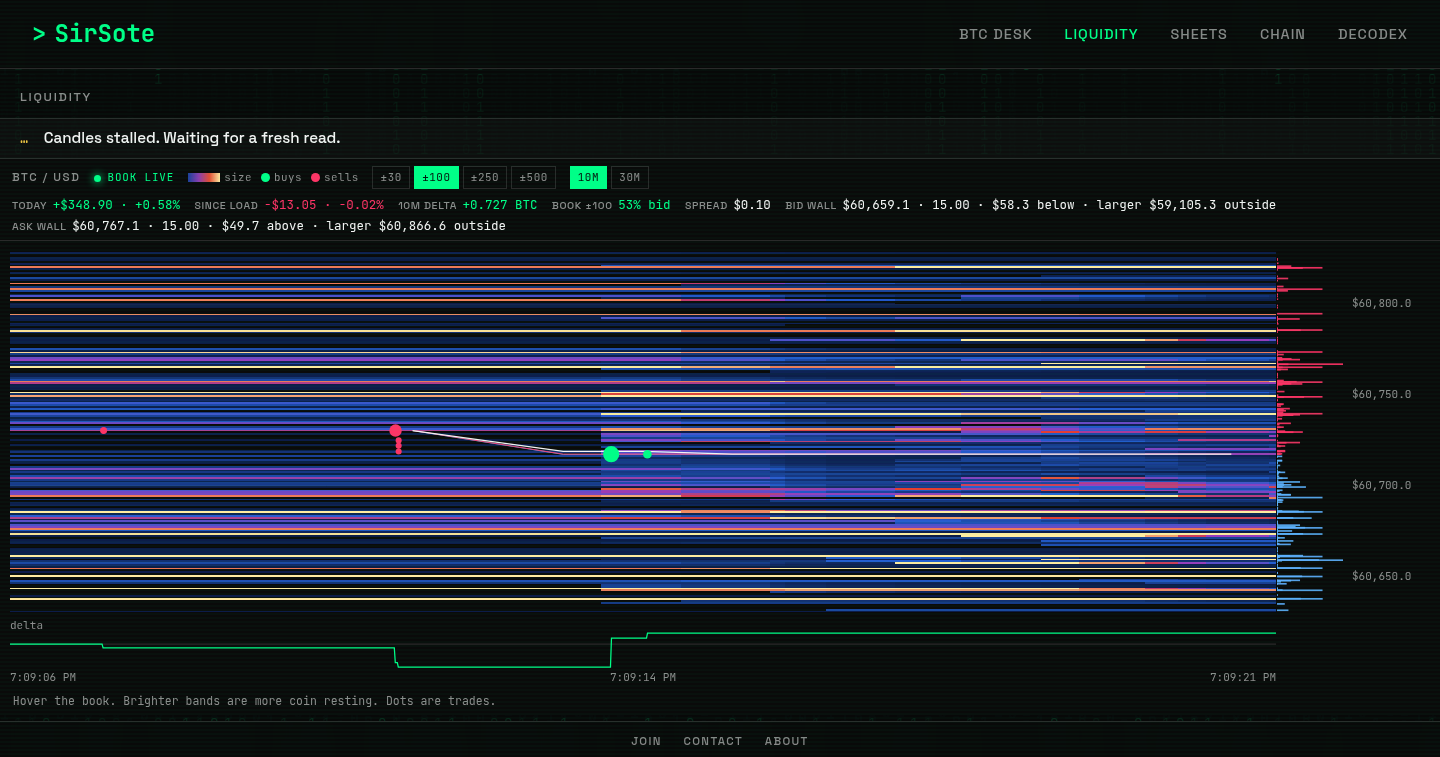 > SirSote
BTC DESK LIQUIDITY SHEETS CHAIN DECODEX
LIQUIDITY
… Candles stalled. Waiting for a fresh read.
BTC / USD BOOK LIVE size buys sells ±30 ±100 ±250 ±500 10M 30M
TODAY +$348.90 · +0.58% SINCE LOAD -$13.05 · -0.02% 10M DELTA +0.727 BTC BOOK ±100 53% bid SPREAD $0.10 BID WALL $60,659.1 · 15.00 · $58.3 below · larger $59,105.3 outside
ASK WALL $60,767.1 · 15.00 · $49.7 above · larger $60,866.6 outside
$60,800.0
$60,750.0
$60,700.0
$60,650.0
delta
7:09:06 PM 7:09:14 PM 7:09:21 PM
Hover the book. Brighter bands are more coin resting. Dots are trades.
JOIN CONTACT ABOUT